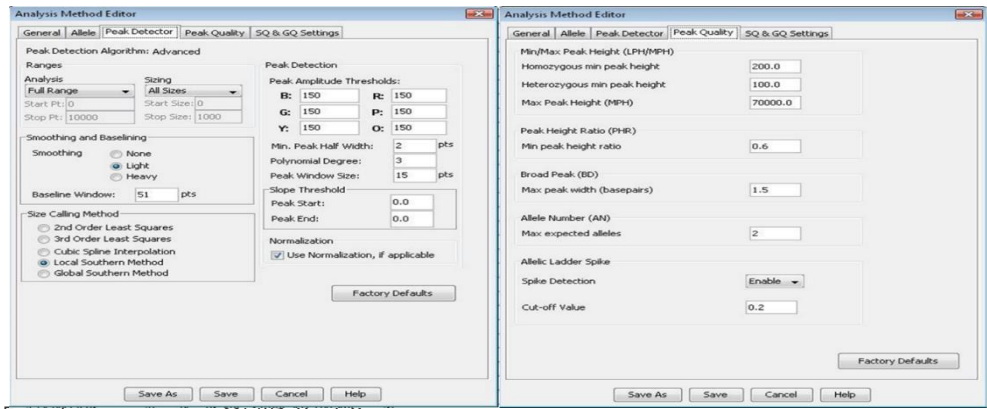 Analysis Method Editor
General Allele Peak Detector Peak Quality SQ & GQ Settings
Peak Detection Algorithm: Advanced
Ranges
Analysis Sizing
Full Range All Sizes
Start Pt: 0 Start Size: 0
Stop Pt: 10000 Stop Size: 1000
Smoothing and Baselining
Smoothing None
Light
Heavy
Baseline Window: 51 pts
Size Calling Method
2nd Order Least Squares
3rd Order Least Squares
Cubic Spline Interpolation
Local Southern Method
Global Southern Method
Peak Detection
Peak Amplitude Thresholds:
B: 150 R: 150
G: 150 P: 150
Y: 150 O: 150
Min. Peak Half Width: 2 pts
Polynomial Degree: 3
Peak Window Size: 15 pts
Slope Threshold
Peak Start: 0.0
Peak End: 0.0
Normalization
Use Normalization, if applicable
Factory Defaults
Save As Save Cancel Help
Analysis Method Editor
General Allele Peak Detector Peak Quality SQ & GQ Settings
Min/Max Peak Height (LPH/MPH)
Homozygous min peak height 200.0
Heterozygous min peak height 100.0
Max Peak Height (MPH) 70000.0
Peak Height Ratio (PHR)
Min peak height ratio 0.6
Broad Peak (BD)
Max peak width (basepairs) 1.5
Allele Number (AN)
Max expected alleles 2
Allelic Ladder Spike
Spike Detection Enable
Cut-off Value 0.2
Factory Defaults
Save As Save Cancel Help